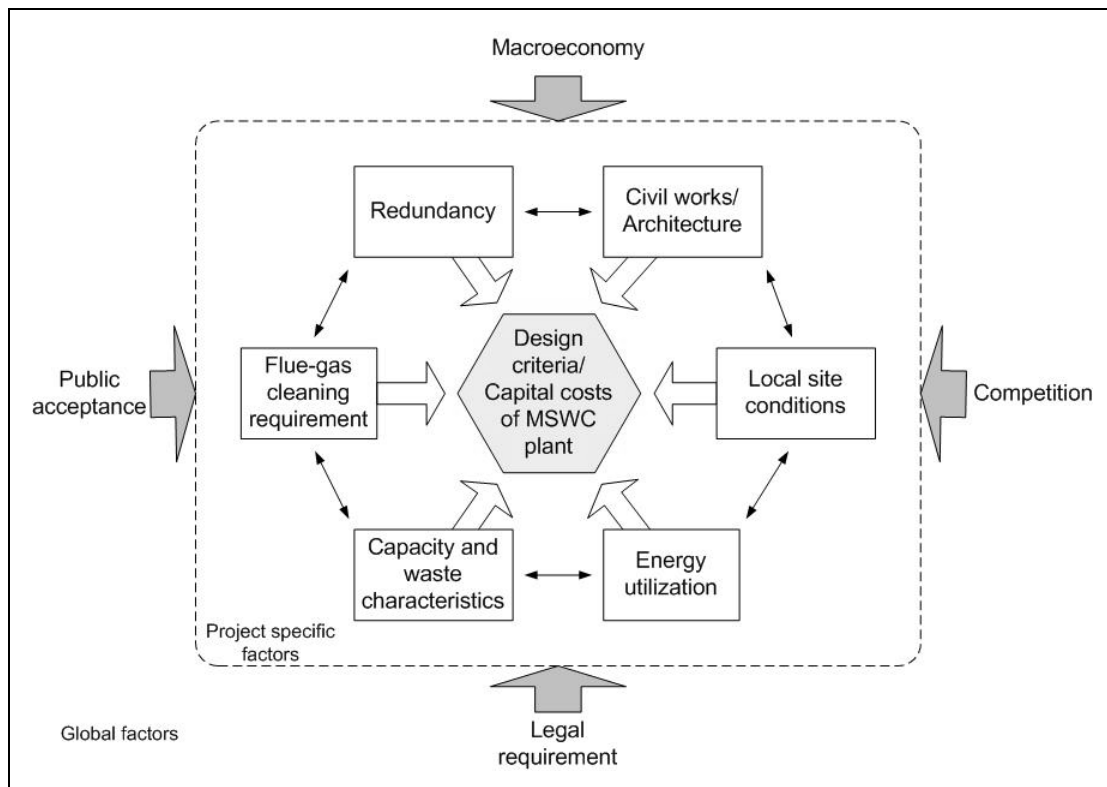 Macroeconomy
Redundancy
Civil works/
Architecture
Public
acceptance
Flue-gas
cleaning
requirement
Design
criteria/
Capital costs
of MSWC
plant
Local site
conditions
Competition
Capacity and
waste
characteristics
Energy
utilization
Project specific
factors
Global factors
Legal
requirement